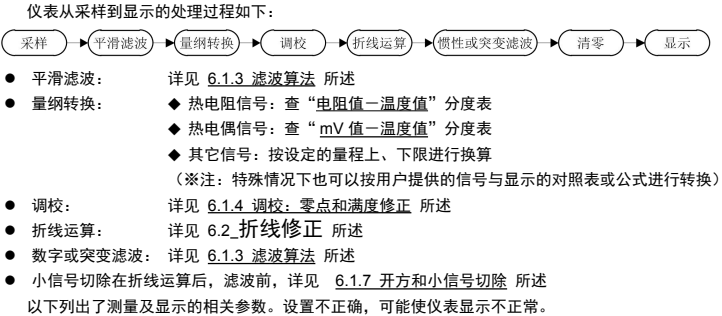 仪表从采样到显示的处理过程如下：
采样 平滑滤波 量纲转换 调校 折线运算 惯性或突变滤波 清零 显示
● 平滑滤波： 详见 6.1.3 滤波算法 所述
● 量纲转换： ◆ 热电阻信号：查“电阻值－温度值”分度表
◆ 热电偶信号：查“ mV 值－温度值”分度表
◆ 其它信号：按设定的量程上、下限进行换算
（※注：特殊情况下也可以按用户提供的信号与显示的对照表或公式进行转换）
● 调校： 详见 6.1.4 调校：零点和满度修正 所述
● 折线运算： 详见 6.2_折线修正 所述
● 数字或突变滤波： 详见 6.1.3 滤波算法 所述
● 小信号切除在折线运算后，滤波前，详见 6.1.7 开方和小信号切除 所述
以下列出了测量及显示的相关参数。设置不正确，可能使仪表显示不正常。